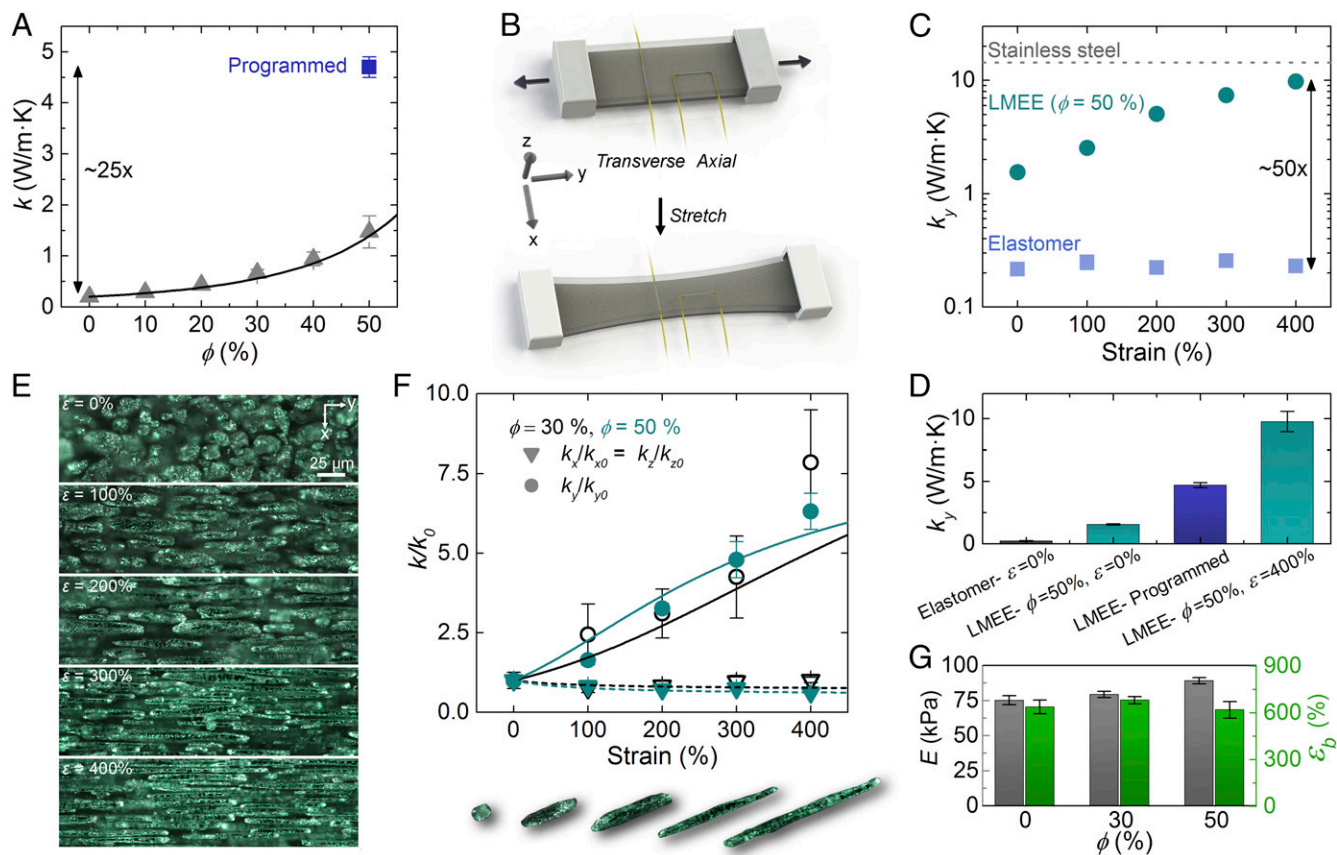 A
k (W/m·K)
5
4
3
2
1
0
Programmed
~25x
0 10 20 30 40 50
ϕ (%)
B
z
y
x
Transverse Axial
Stretch
C
k_y (W/m·K)
10
1
0.1
Stainless steel
LMEE (ϕ = 50 %)
~50x
Elastomer
0 100 200 300 400
Strain (%)
E
ε = 0%
y
x
25 μm
ε = 100%
ε = 200%
ε = 300%
ε = 400%
F
k/k_0
10.0
7.5
5.0
2.5
0.0
ϕ = 30 %, ϕ = 50 %
k_x/k_x0 = k_z/k_z0
k_y/k_y0
0 100 200 300 400
Strain (%)
D
k_y (W/m·K)
10
5
0
Elastomer- ε=0%
LMEE- ϕ=50%, ε=0%
LMEE- Programmed
LMEE- ϕ=50%, ε=400%
G
E (kPa)
100
75
50
25
0
900
600
300
0
ε_b (%)
0 30 50
ϕ (%)